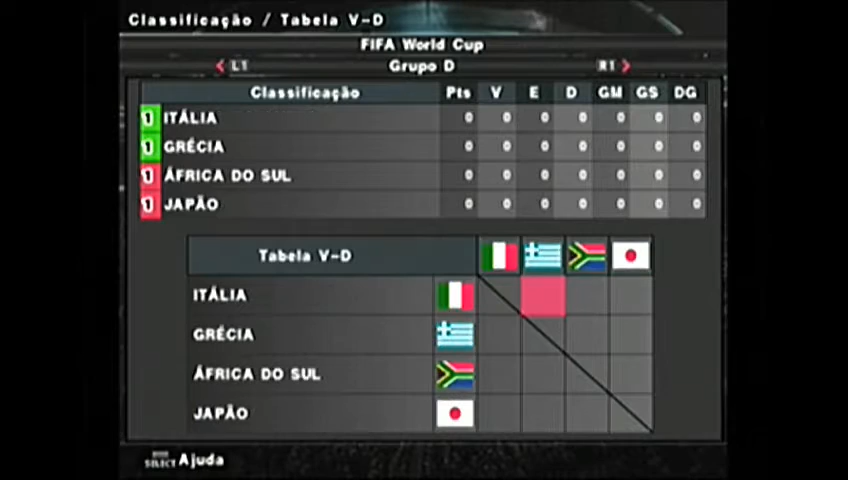 Classificação / Tabela V-D
FIFA World Cup
L1 Grupo D R1
Classificação Pts V E D GM GS DG
1 ITÁLIA 0 0 0 0 0 0 0
1 GRÉCIA 0 0 0 0 0 0 0
1 ÁFRICA DO SUL 0 0 0 0 0 0 0
1 JAPÃO 0 0 0 0 0 0 0
Tabela V-D
ITÁLIA
GRÉCIA
ÁFRICA DO SUL
JAPÃO
SELECT Ajuda